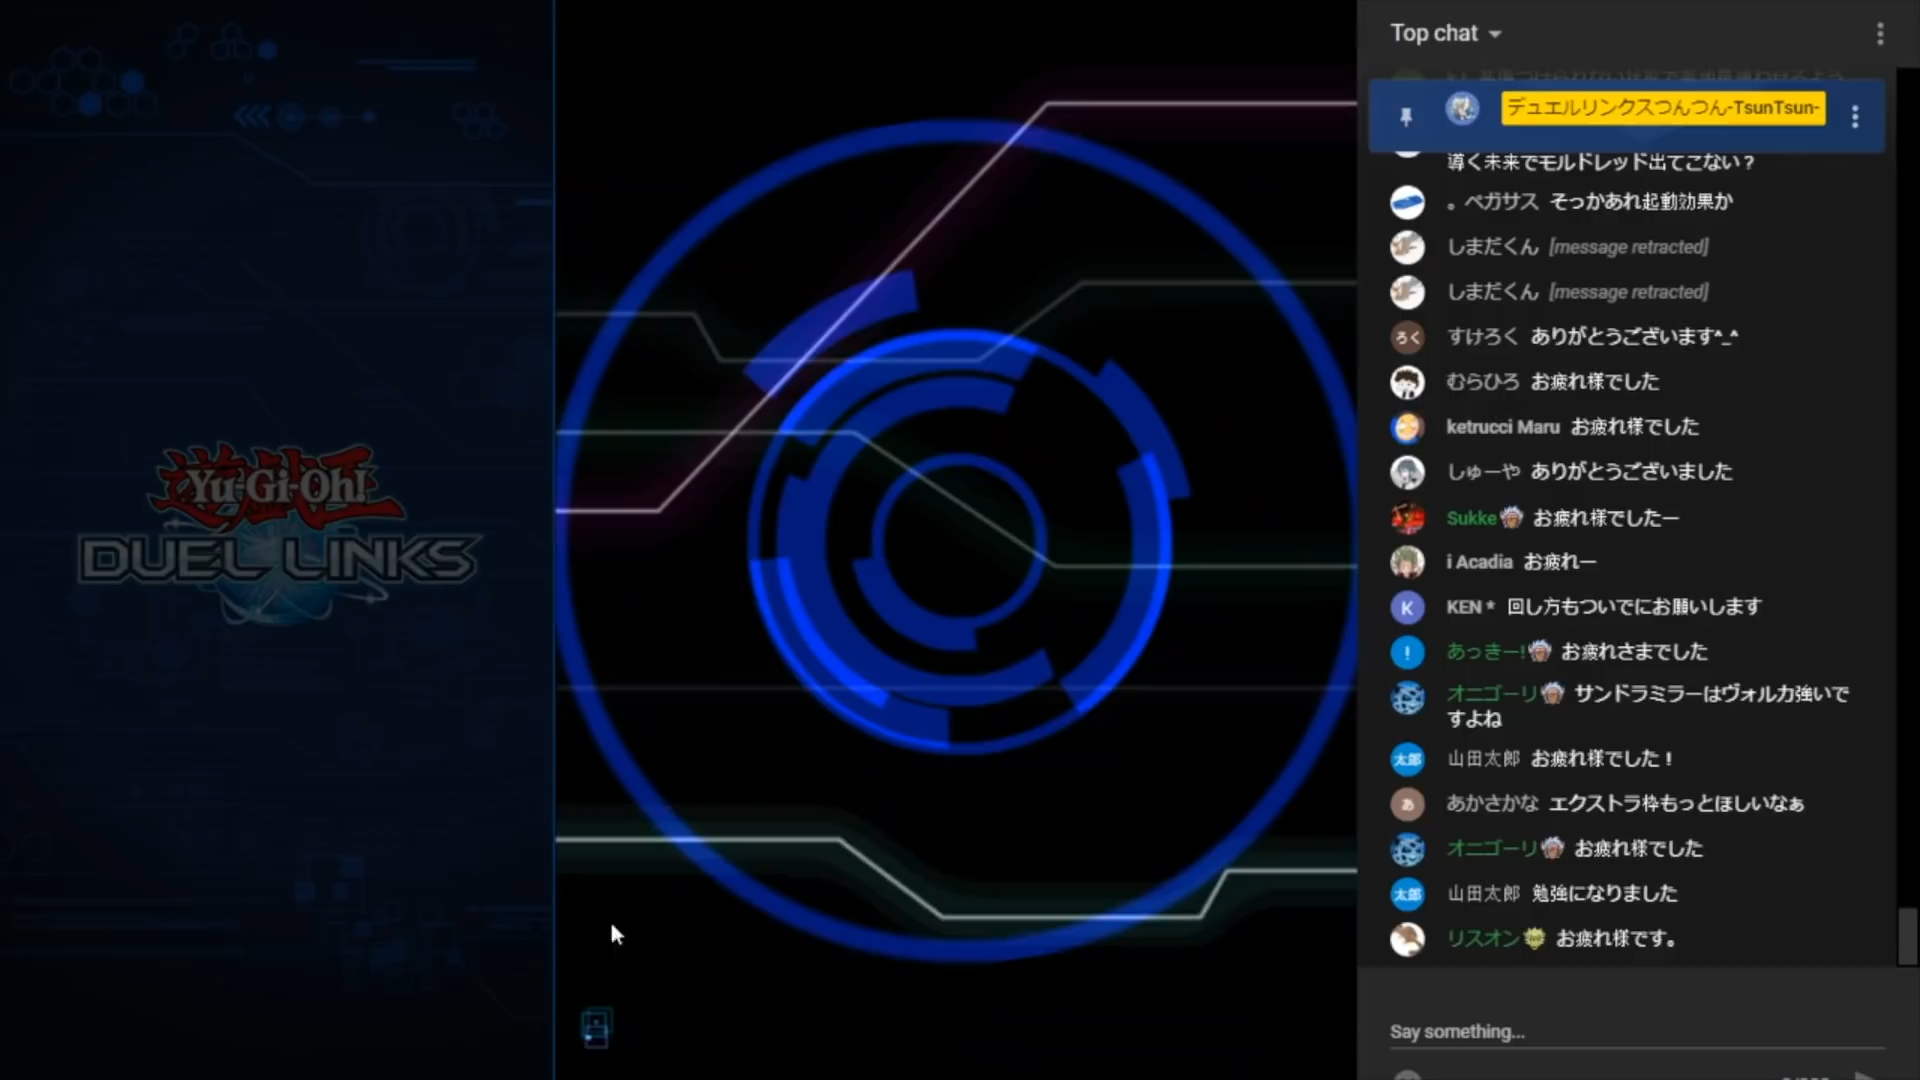 遊戯王
Yu-Gi-Oh!
DUEL LINKS
Top chat
デュエルリンクスつんつん-TsunTsun-
導く未来でモルドレッド出てこない？
。ペガサス そっかあれ起動効果か
しまだくん [message retracted]
しまだくん [message retracted]
ろく
すけろく ありがとうございます^_^
むらひろ お疲れ様でした
ketrucci Maru お疲れ様でした
しゅーや ありがとうございました
Sukke お疲れ様でしたー
i Acadia お疲れー
K
KEN * 回し方もついでにお願いします
!
あっきー! お疲れさまでした
オニゴーリ サンドラミラーはヴォルカ強いで
すよね
太郎
山田太郎 お疲れ様でした！
あ
あかさかな エクストラ枠もっとほしいなぁ
オニゴーリ お疲れ様でした
太郎
山田太郎 勉強になりました
リスオン お疲れ様です。
Say something...